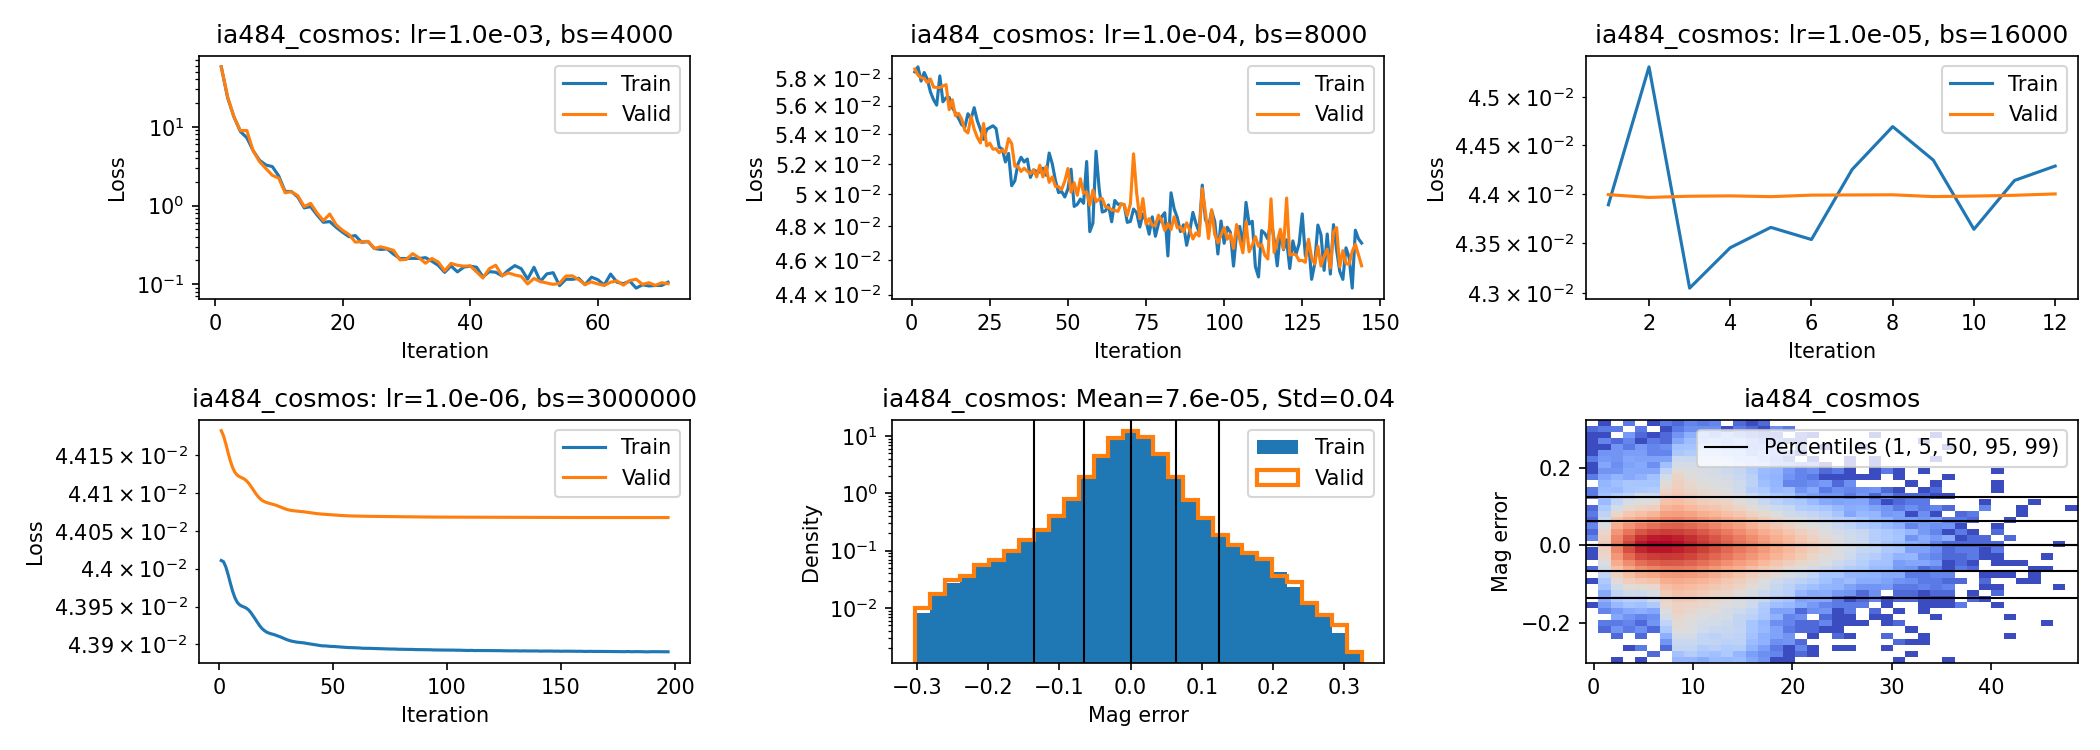 ia484_cosmos: lr=1.0e-03, bs=4000
Loss
10¹
10⁰
10⁻¹
Train
Valid
0 20 40 60
Iteration
ia484_cosmos: lr=1.0e-04, bs=8000
Loss
5.8 × 10⁻²
5.6 × 10⁻²
5.4 × 10⁻²
5.2 × 10⁻²
5 × 10⁻²
4.8 × 10⁻²
4.6 × 10⁻²
4.4 × 10⁻²
Train
Valid
0 25 50 75 100 125 150
Iteration
ia484_cosmos: lr=1.0e-05, bs=16000
Loss
4.5 × 10⁻²
4.45 × 10⁻²
4.4 × 10⁻²
4.35 × 10⁻²
4.3 × 10⁻²
Train
Valid
2 4 6 8 10 12
Iteration
ia484_cosmos: lr=1.0e-06, bs=3000000
Loss
4.415 × 10⁻²
4.41 × 10⁻²
4.405 × 10⁻²
4.4 × 10⁻²
4.395 × 10⁻²
4.39 × 10⁻²
Train
Valid
0 50 100 150 200
Iteration
ia484_cosmos: Mean=7.6e-05, Std=0.04
Density
10¹
10⁰
10⁻¹
10⁻²
Train
Valid
−0.3 −0.2 −0.1 0.0 0.1 0.2 0.3
Mag error
ia484_cosmos
Mag error
0.2
0.0
−0.2
Percentiles (1, 5, 50, 95, 99)
0 10 20 30 40